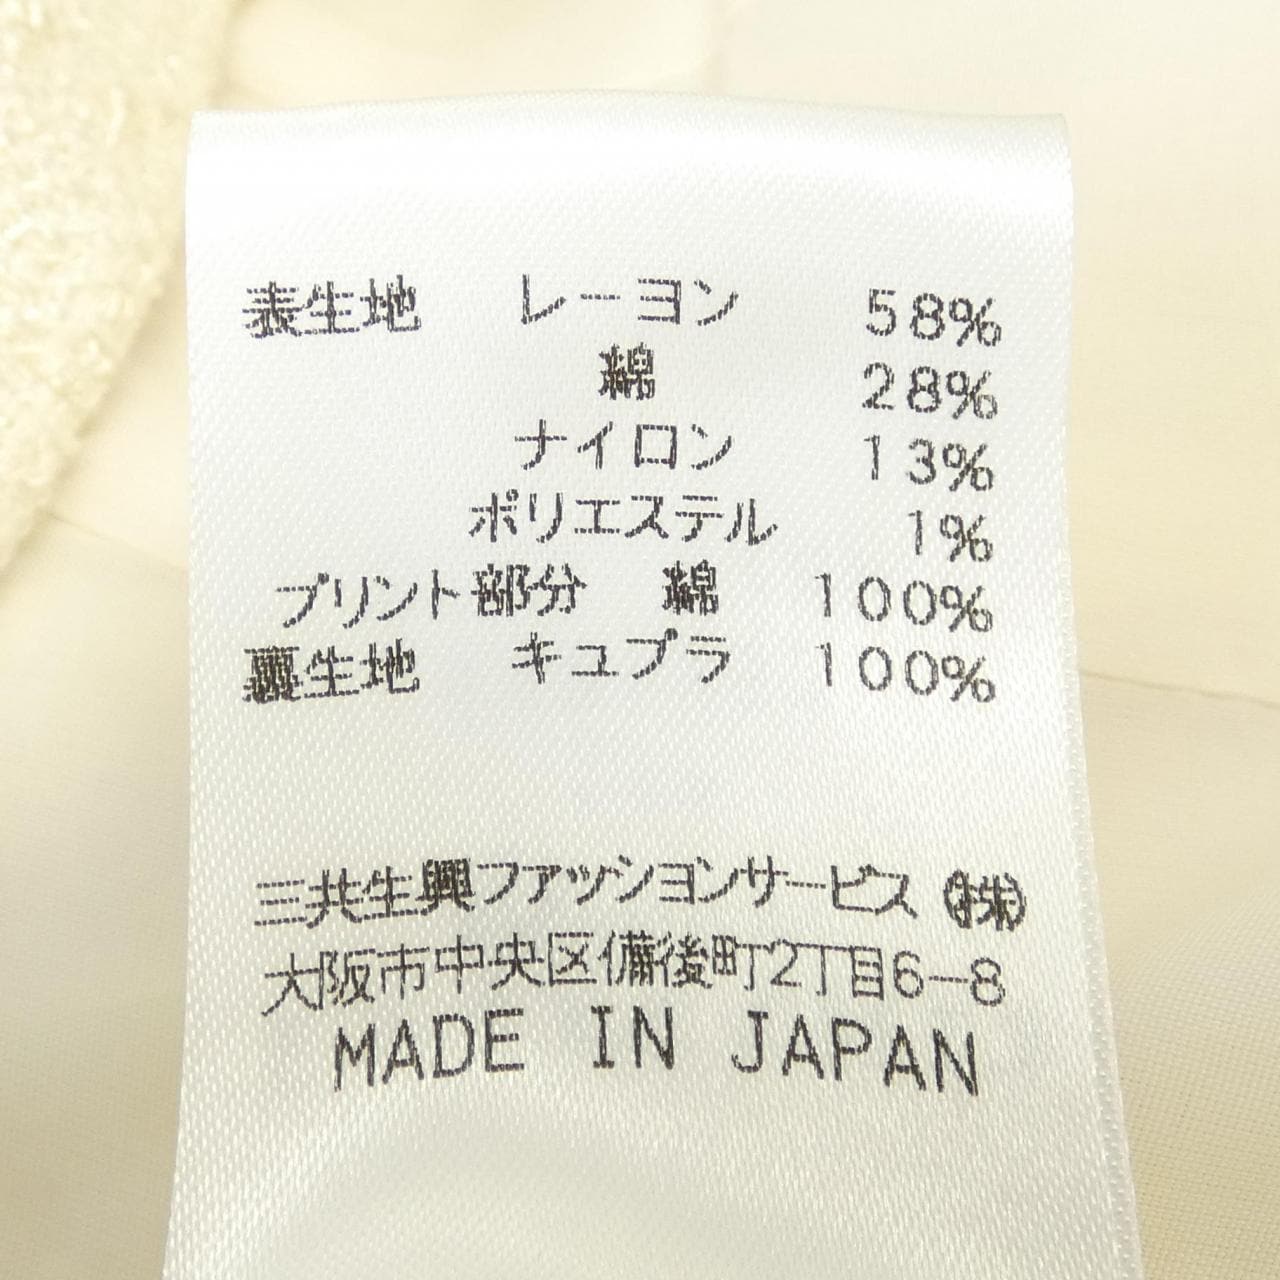 表生地 レーヨン 58%
綿 28%
ナイロン 13%
ポリエステル 1%
プリント部分 綿 100%
裏生地 キュプラ 100%
三共生興ファッションサービス(株)
大阪市中央区備後町2丁目6-8
MADE IN JAPAN